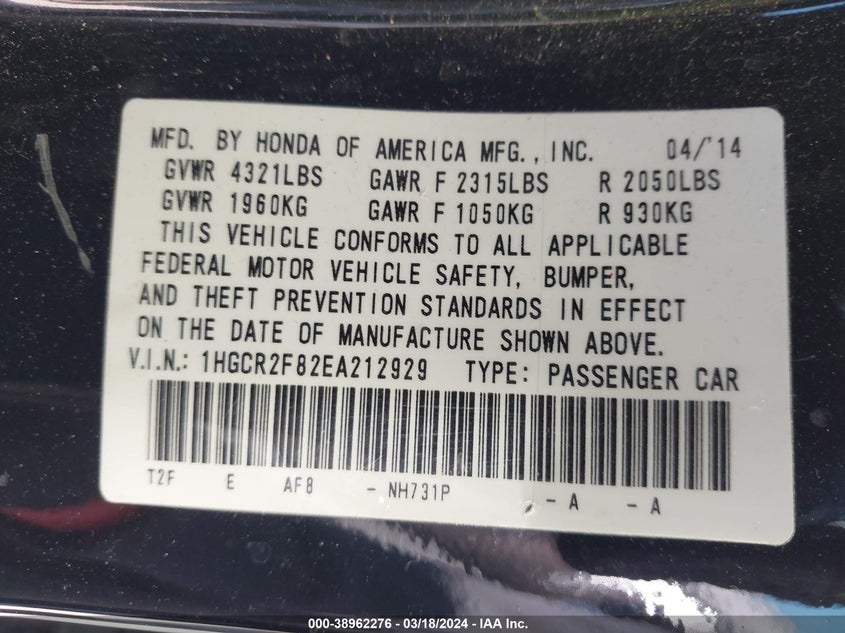 MFD. BY HONDA OF AMERICA MFG., INC. 04/'14
GVWR 4321LBS GAWR F 2315LBS R 2050LBS
GVWR 1960KG GAWR F 1050KG R 930KG
THIS VEHICLE CONFORMS TO ALL APPLICABLE
FEDERAL MOTOR VEHICLE SAFETY, BUMPER,
AND THEFT PREVENTION STANDARDS IN EFFECT
ON THE DATE OF MANUFACTURE SHOWN ABOVE.
V.I.N.: 1HGCR2F82EA212929 TYPE: PASSENGER CAR
T2F E AF8 - NH731P - A - A
000-38962276 - 03/18/2024 - IAA Inc.